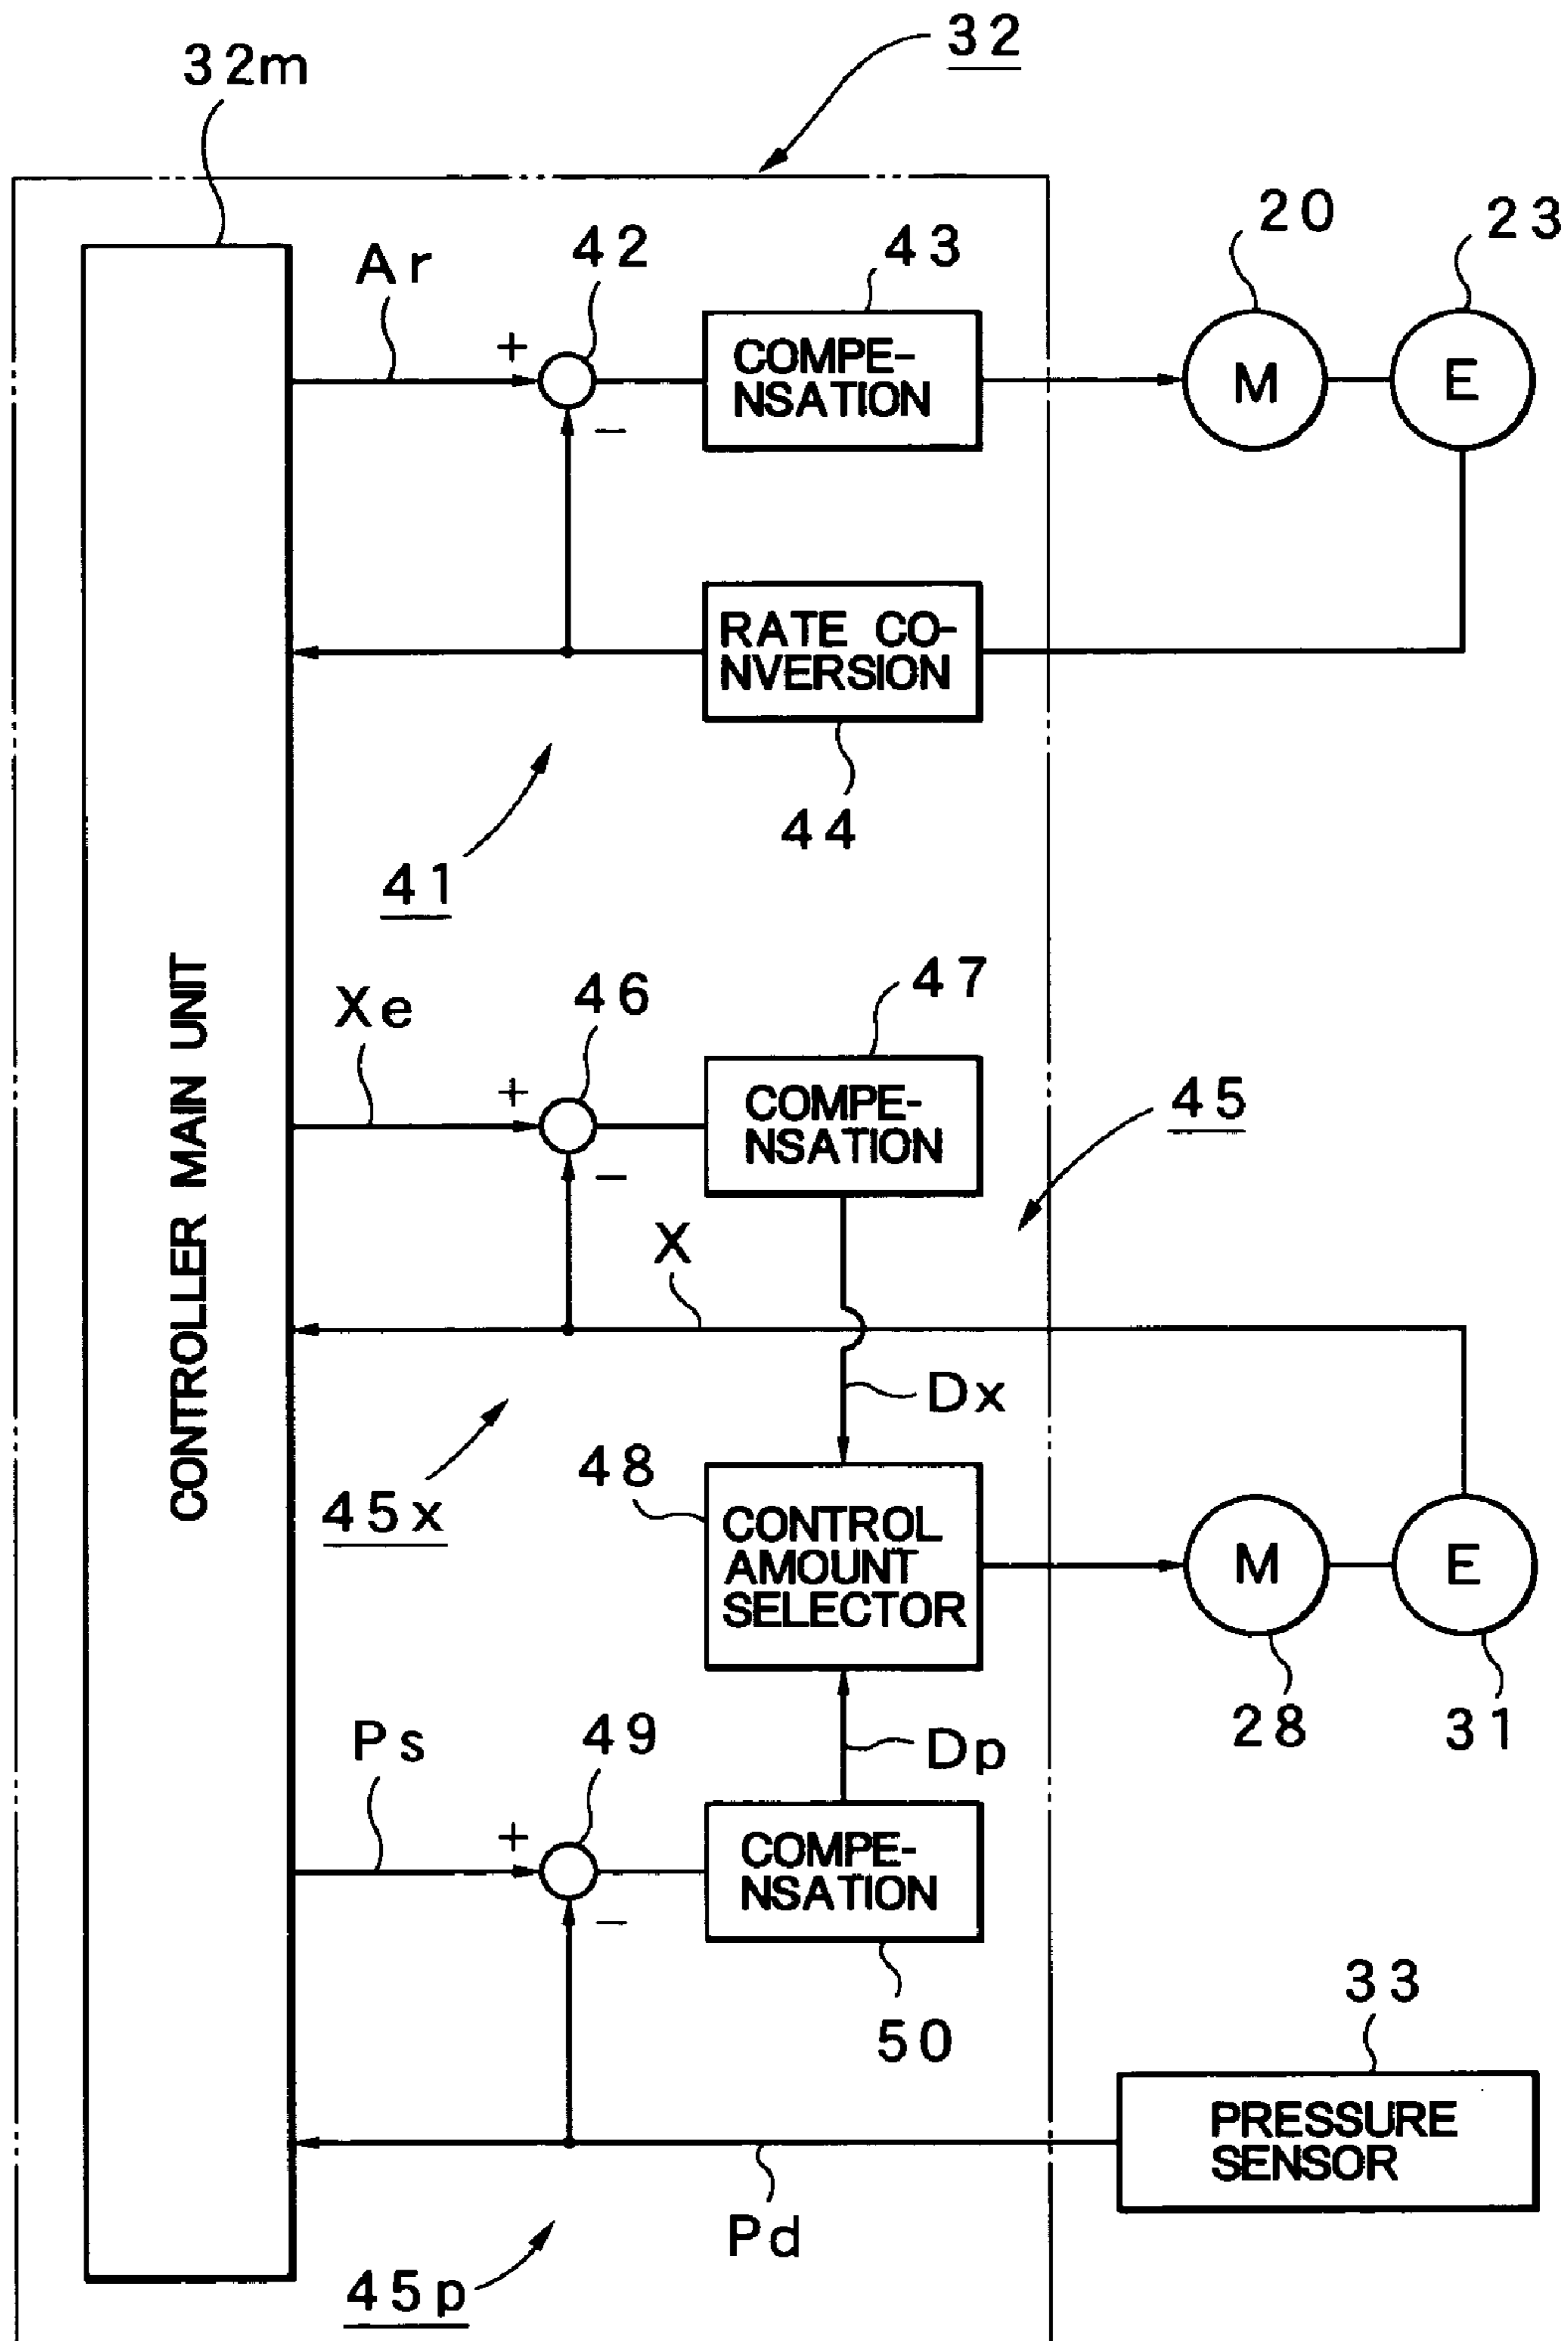 32
32m
Ar
42
43
20
23
+
COMPE-
NSATION
M
E
−
RATE CO-
NVERSION
44
41
CONTROLLER MAIN UNIT
Xe
46
47
+
COMPE-
NSATION
45
−
X
Dx
45x
48
CONTROL
AMOUNT
SELECTOR
M
E
28
31
Ps
49
Dp
+
COMPE-
NSATION
−
50
33
PRESSURE
SENSOR
Pd
45p